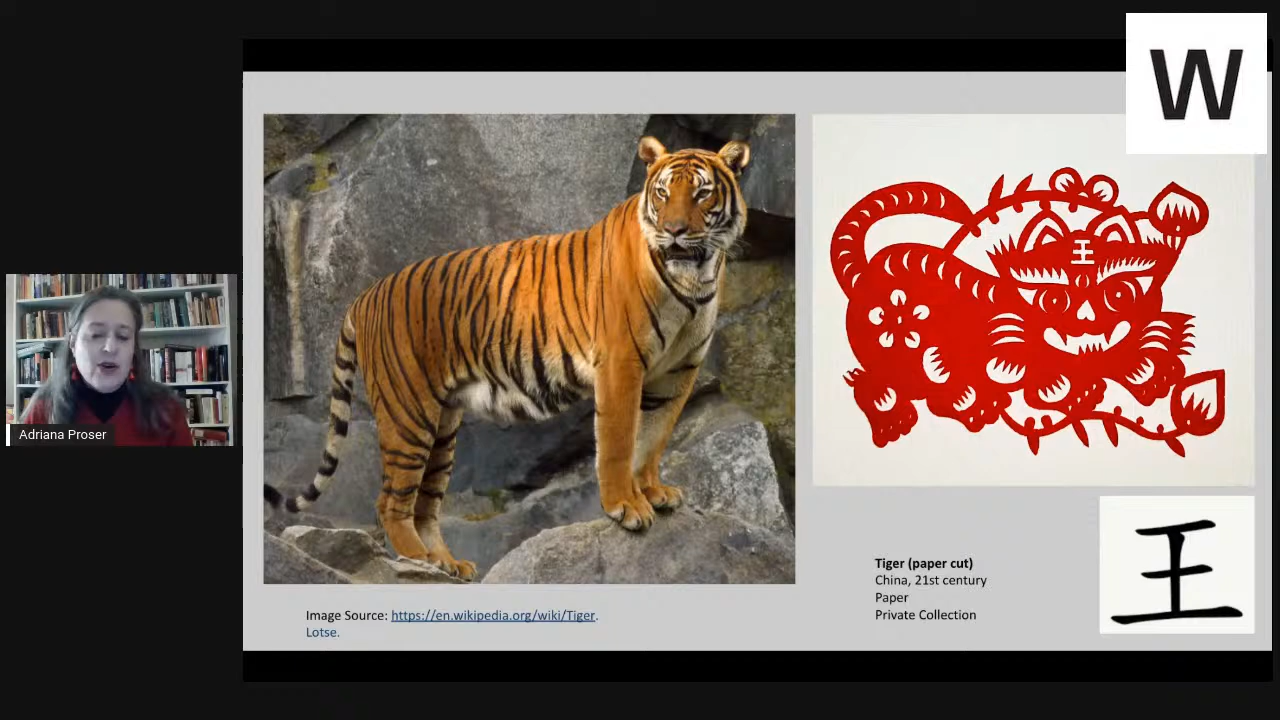 W
王
Adriana Proser
Image Source: https://en.wikipedia.org/wiki/Tiger.
Lotse.
Tiger (paper cut)
China, 21st century
Paper
Private Collection
王